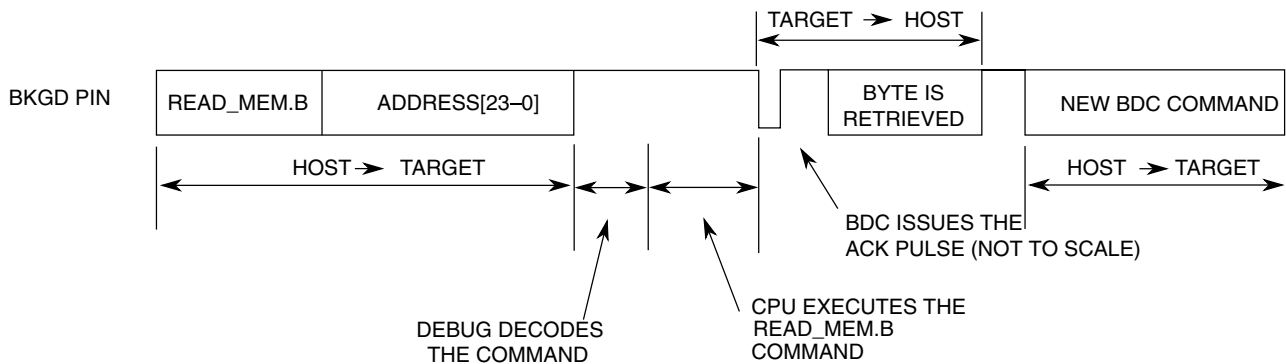 TARGET → HOST
BKGD PIN
READ_MEM.B
ADDRESS[23–0]
BYTE IS
RETRIEVED
NEW BDC COMMAND
HOST → TARGET
HOST → TARGET
BDC ISSUES THE
ACK PULSE (NOT TO SCALE)
DEBUG DECODES
THE COMMAND
CPU EXECUTES THE
READ_MEM.B
COMMAND